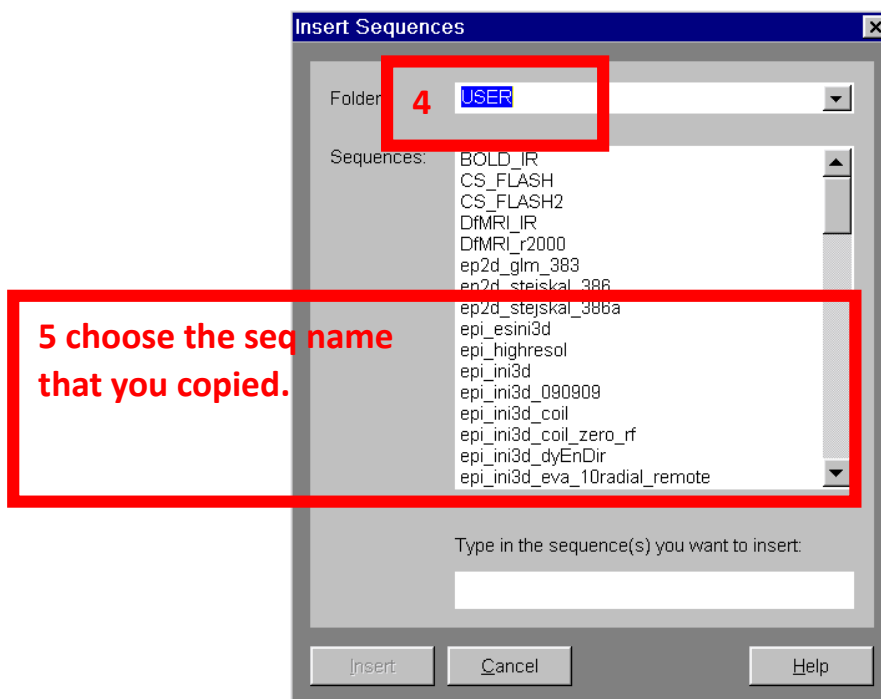 Insert Sequences
Folder
4
USER
Sequences:
BOLD_IR
CS_FLASH
CS_FLASH2
DfMRI_IR
DfMRI_r2000
ep2d_glm_383
ep2d_stejskal_386
ep2d_stejskal_386a
epi_esini3d
epi_highresol
epi_ini3d
epi_ini3d_090909
epi_ini3d_coil
epi_ini3d_coil_zero_rf
epi_ini3d_dyEnDir
epi_ini3d_eva_10radial_remote
5 choose the seq name
that you copied.
Type in the sequence(s) you want to insert:
Insert
Cancel
Help